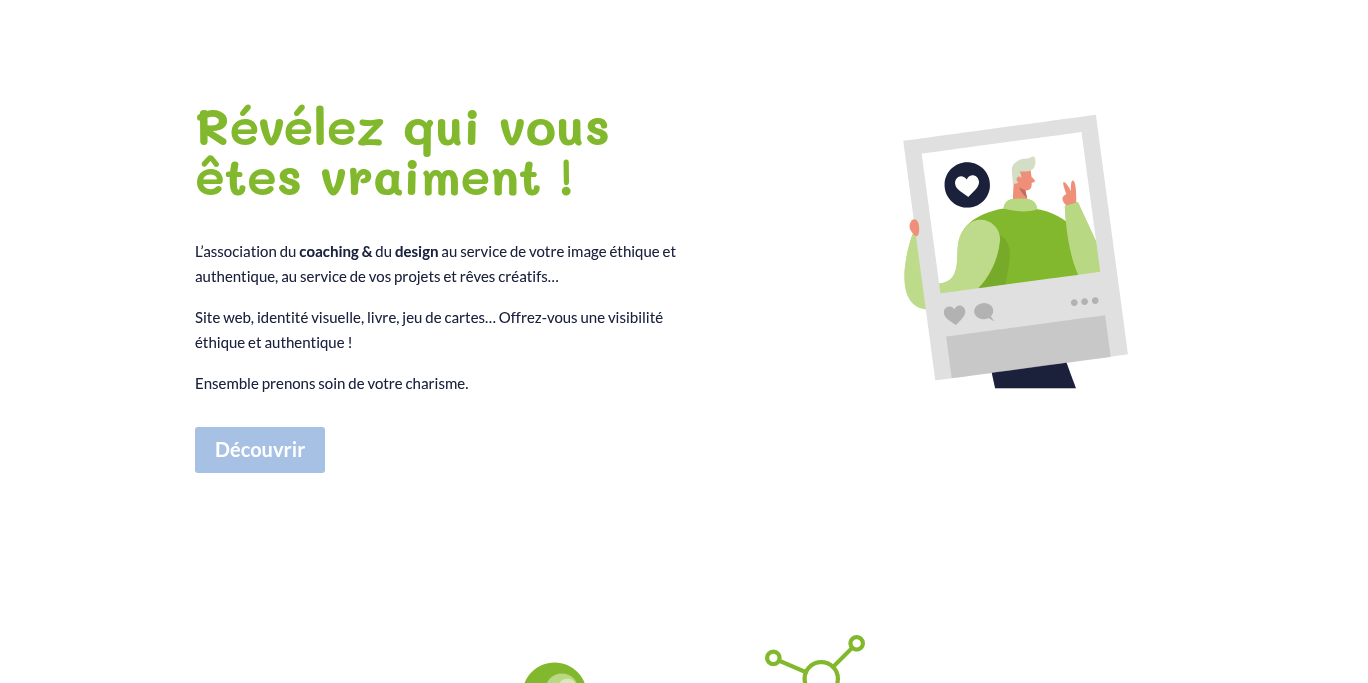 Révélez qui vous
êtes vraiment !
L’association du coaching & du design au service de votre image éthique et
authentique, au service de vos projets et rêves créatifs…
Site web, identité visuelle, livre, jeu de cartes… Offrez-vous une visibilité
éthique et authentique !
Ensemble prenons soin de votre charisme.
Découvrir